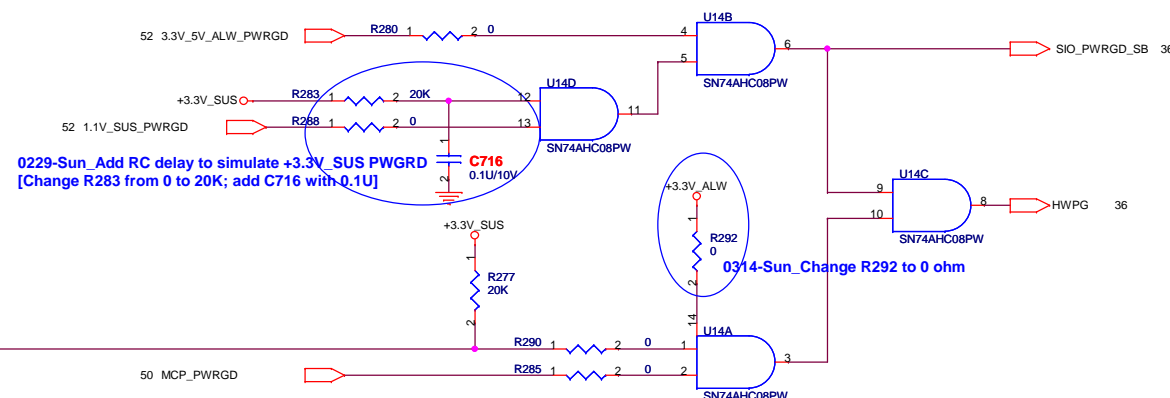 U14B
52 3.3V_5V_ALW_PWRGD R280 1 2 0 4
6 SIO_PWRGD_SB 36
5
SN74AHC08PW
U14D
+3.3V_SUS R283 1 2 20K 12
11
52 1.1V_SUS_PWRGD R288 1 2 0 13
SN74AHC08PW
1
C716
0.1U/10V
2
0229-Sun_Add RC delay to simulate +3.3V_SUS PWGRD
[Change R283 from 0 to 20K; add C716 with 0.1U]
+3.3V_ALW
1
R292
0
2
0314-Sun_Change R292 to 0 ohm
U14C
9
8 HWPG 36
10
SN74AHC08PW
+3.3V_SUS
1
R277
20K
2
14
U14A
R290 1 2 0 1
3
50 MCP_PWRGD R285 1 2 0 2
SN74AHC08PW